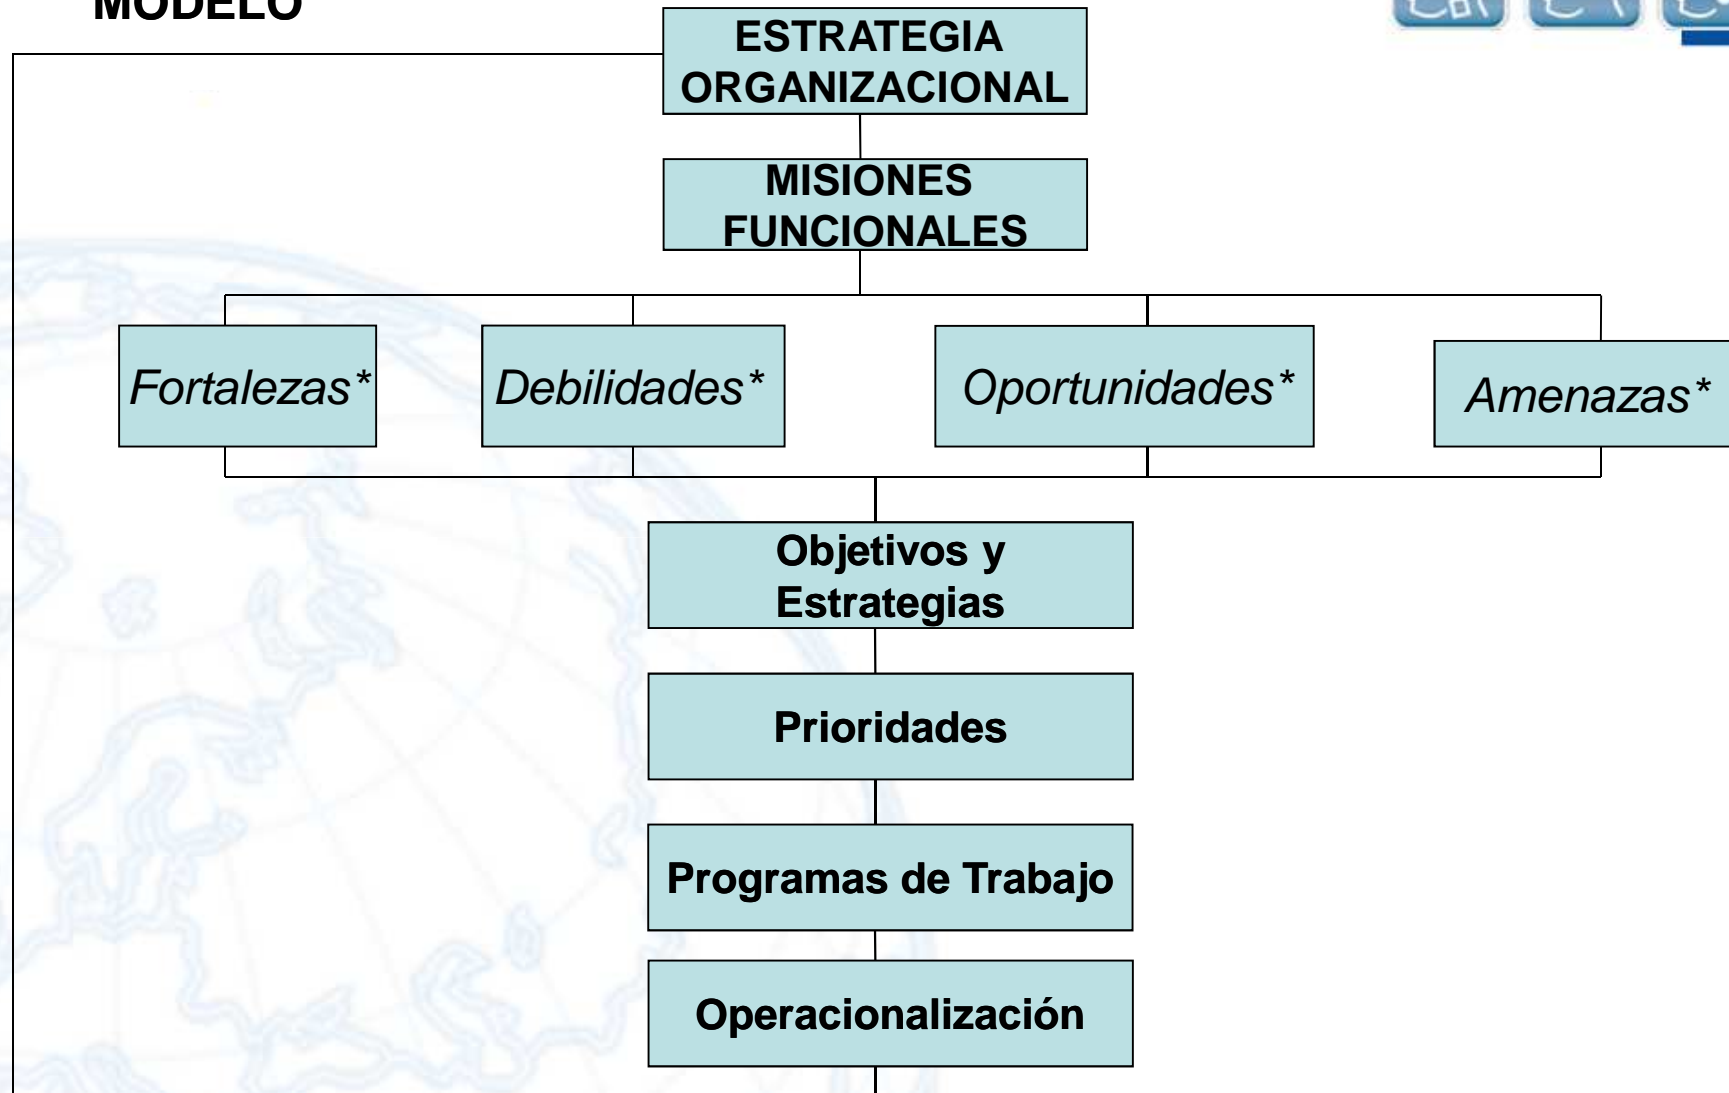 MODELO
ESTRATEGIA
ORGANIZACIONAL
MISIONES
FUNCIONALES
Fortalezas*
Debilidades*
Oportunidades*
Amenazas*
Objetivos y
Estrategias
Prioridades
Programas de Trabajo
Operacionalización